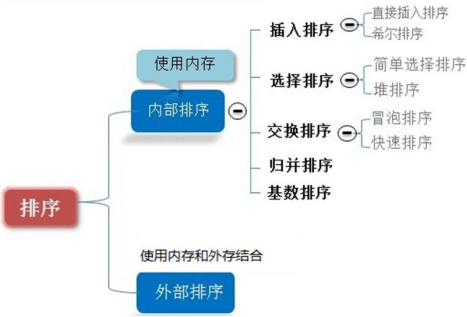 直接插入排序
插入排序
希尔排序
使用内存
简单选择排序
选择排序
堆排序
内部排序
冒泡排序
交换排序
快速排序
归并排序
基数排序
排序
使用内存和外存结合
外部排序